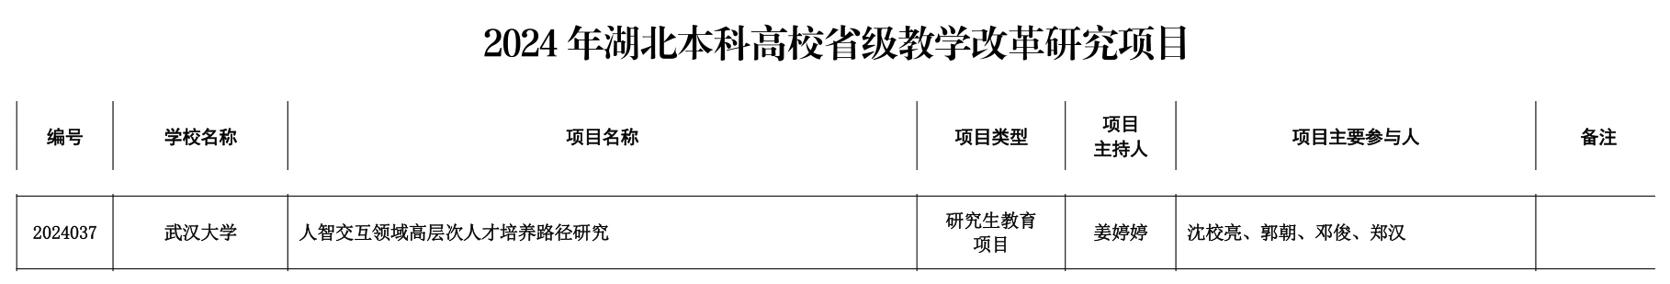 2024 年湖北本科高校省级教学改革研究项目
编号 学校名称 项目名称 项目类型 项目主持人 项目主要参与人 备注
2024037 武汉大学 人智交互领域高层次人才培养路径研究 研究生教育项目 姜婷婷 沈校亮、郭朝、邓俊、郑汉